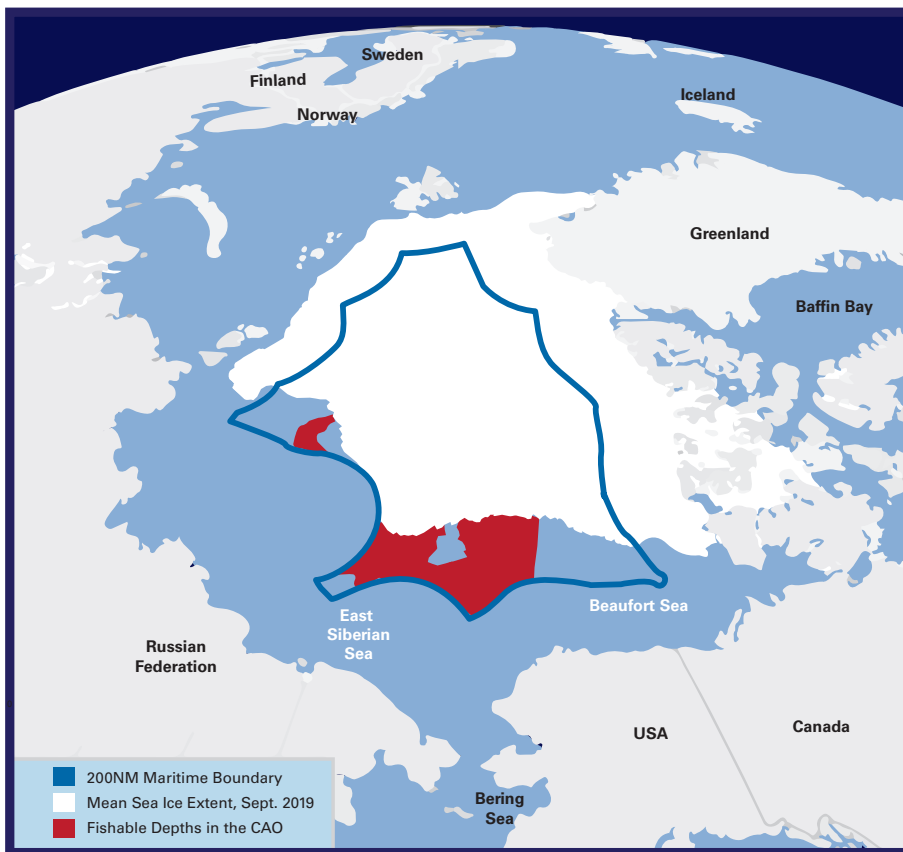 Sweden
Finland
Norway
Iceland
Greenland
Baffin Bay
East
Siberian
Sea
Beaufort Sea
Russian
Federation
USA
Canada
Bering
Sea
200NM Maritime Boundary
Mean Sea Ice Extent, Sept. 2019
Fishable Depths in the CAO